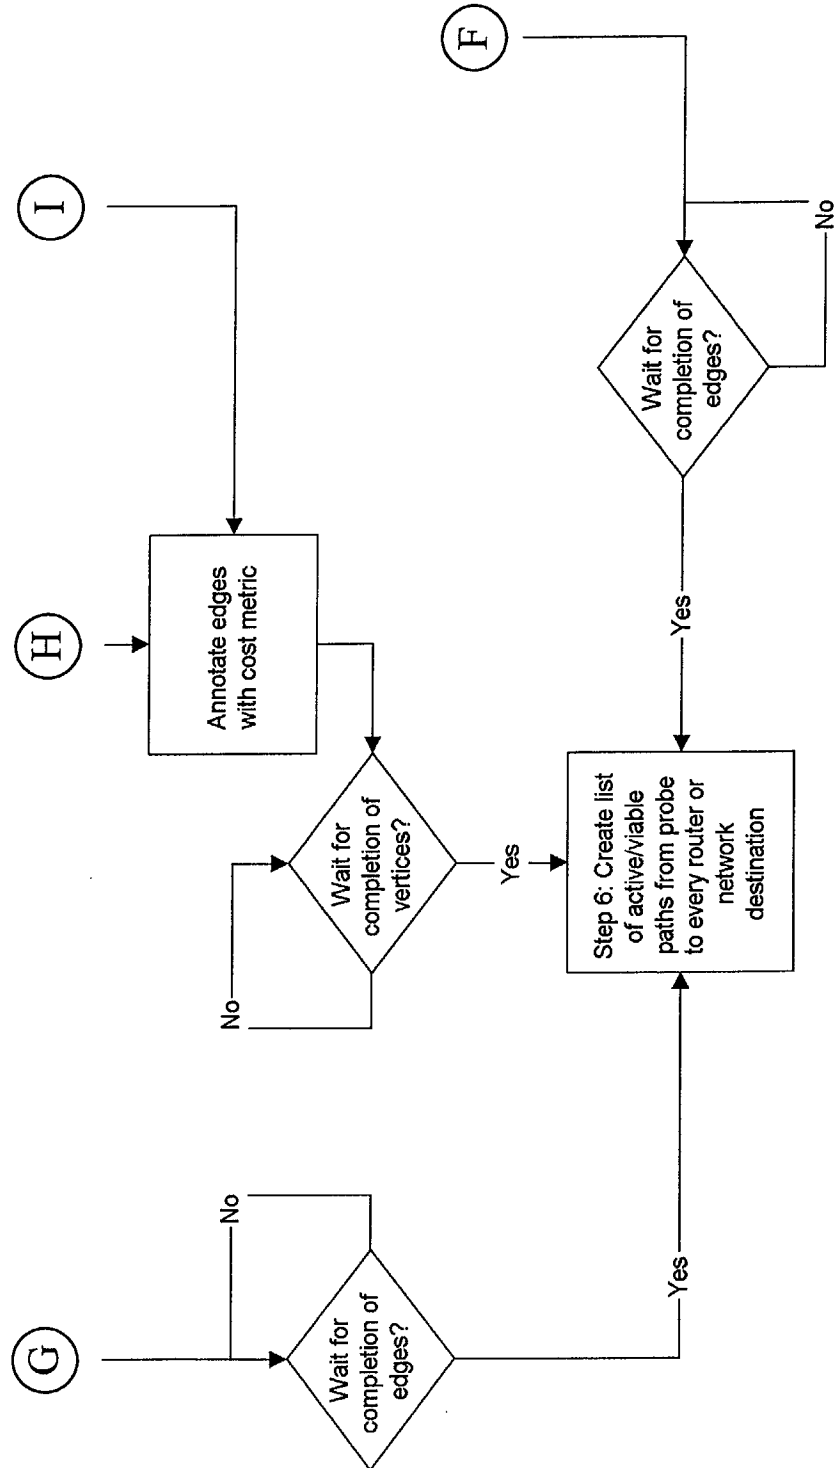 G
H
I
No
Annotate edges
with cost metric
Wait for
completion of
edges?
No
Wait for
completion of
vertices?
Yes
F
Yes
Step 6: Create list
of active/viable
paths from probe
to every router or
network
destination
Yes
Wait for
completion of
edges?
No